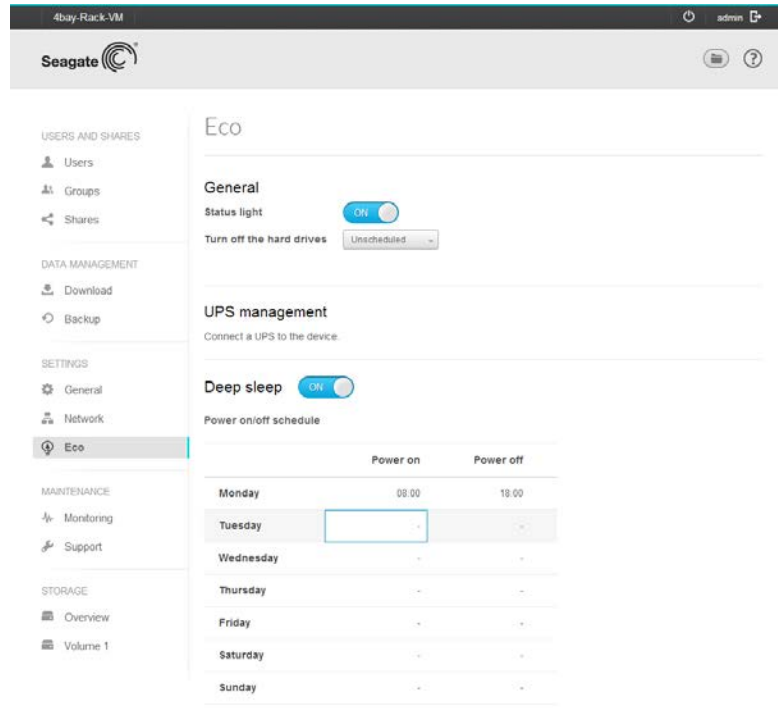 4bay-Rack-VM admin
Seagate
?
USERS AND SHARES
Users
Groups
Shares
DATA MANAGEMENT
Download
Backup
SETTINGS
General
Network
Eco
MAINTENANCE
Monitoring
Support
STORAGE
Overview
Volume 1
Eco
General
Status light ON
Turn off the hard drives Unscheduled
UPS management
Connect a UPS to the device.
Deep sleep ON
Power on/off schedule
Power on Power off
Monday 08:00 18:00
Tuesday - -
Wednesday - -
Thursday - -
Friday - -
Saturday - -
Sunday - -